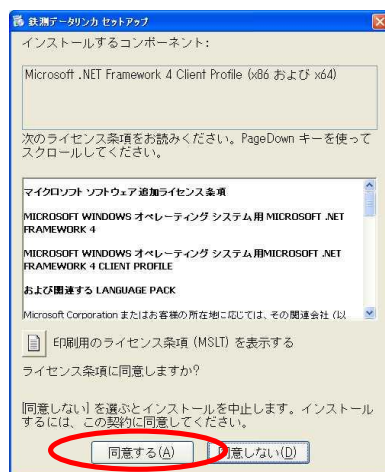 鉄測データリンカ セットアップ
インストールするコンポーネント:
Microsoft .NET Framework 4 Client Profile (x86 および x64)
次のライセンス条項をお読みください。PageDown キーを使って
スクロールしてください。
マイクロソフト ソフトウェア追加ライセンス条項
MICROSOFT WINDOWS オペレーティング システム用 MICROSOFT .NET
FRAMEWORK 4
MICROSOFT WINDOWS オペレーティング システム用MICROSOFT .NET
FRAMEWORK 4 CLIENT PROFILE
および関連する LANGUAGE PACK
Microsoft Corporation またはお客様の所在地に応じては、その関連会社 (以
印刷用のライセンス条項 (MSLT) を表示する
ライセンス条項に同意しますか?
[同意しない] を選ぶとインストールを中止します。インストール
するには、この契約に同意してください。
同意する(A) 同意しない(D)